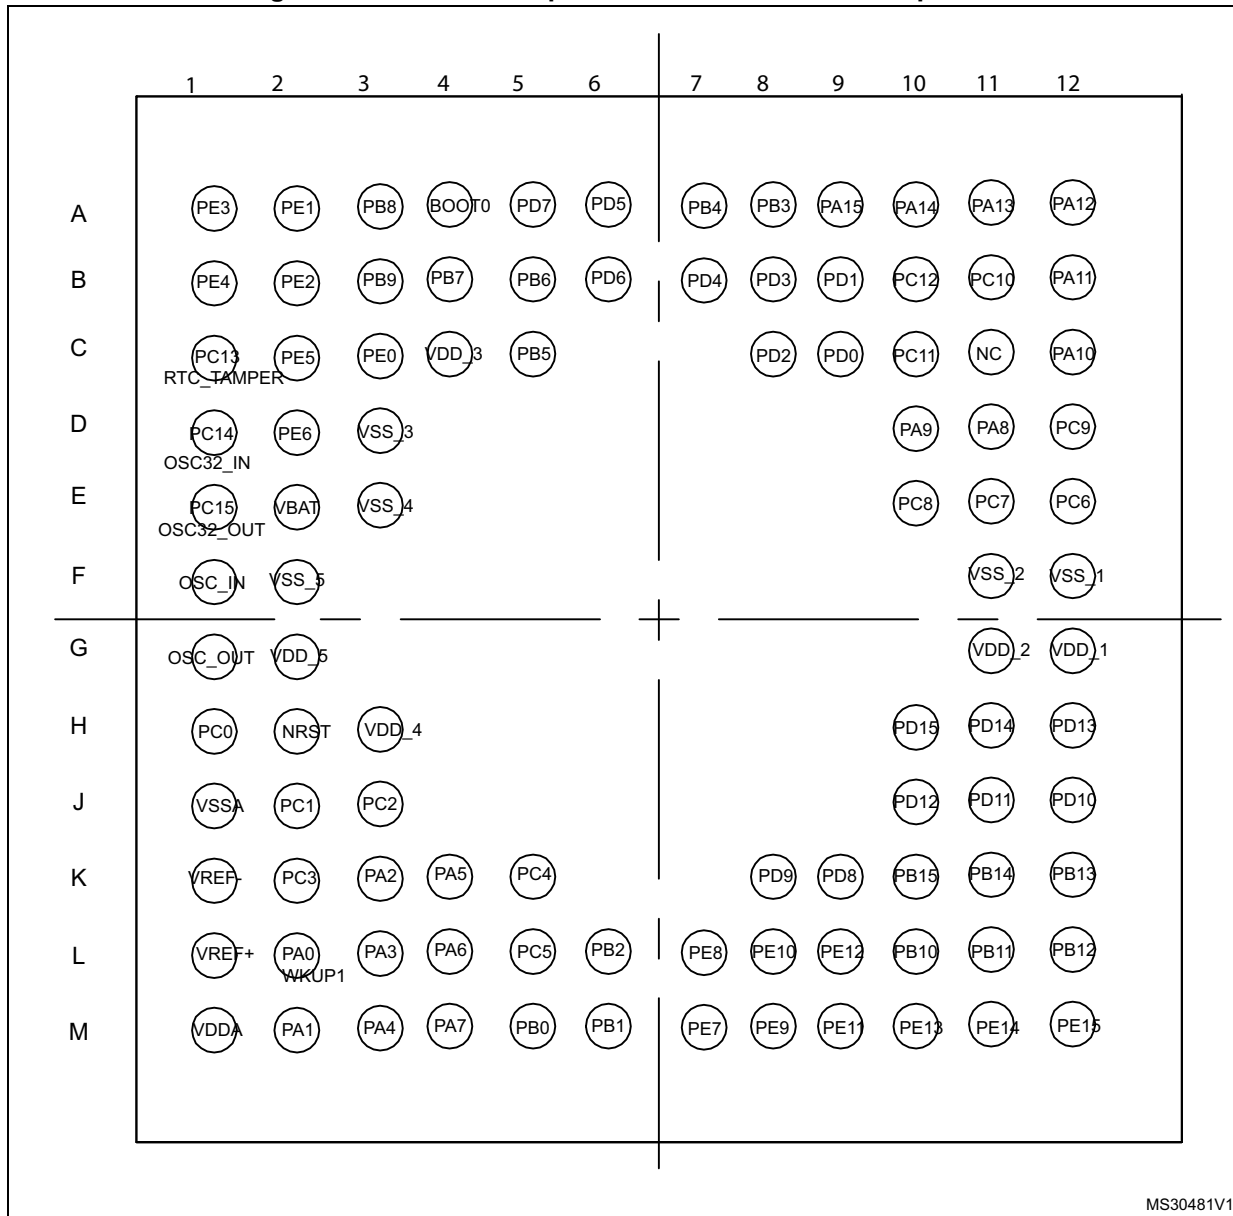 1 2 3 4 5 6 7 8 9 10 11 12
A PE3 PE1 PB8 BOOT0 PD7 PD5 PB4 PB3 PA15 PA14 PA13 PA12
B PE4 PE2 PB9 PB7 PB6 PD6 PD4 PD3 PD1 PC12 PC10 PA11
C PC13 PE5 PE0 VDD_3 PB5 PD2 PD0 PC11 NC PA10
RTC_TAMPER
D PC14 PE6 VSS_3 PA9 PA8 PC9
OSC32_IN
E PC15 VBAT VSS_4 PC8 PC7 PC6
OSC32_OUT
F OSC_IN VSS_5 VSS_2 VSS_1
G OSC_OUT VDD_5 VDD_2 VDD_1
H PC0 NRST VDD_4 PD15 PD14 PD13
J VSSA PC1 PC2 PD12 PD11 PD10
K VREF- PC3 PA2 PA5 PC4 PD9 PD8 PB15 PB14 PB13
L VREF+ PA0 PA3 PA6 PC5 PB2 PE8 PE10 PE12 PB10 PB11 PB12
WKUP1
M VDDA PA1 PA4 PA7 PB0 PB1 PE7 PE9 PE11 PE13 PE14 PE15
MS30481V1